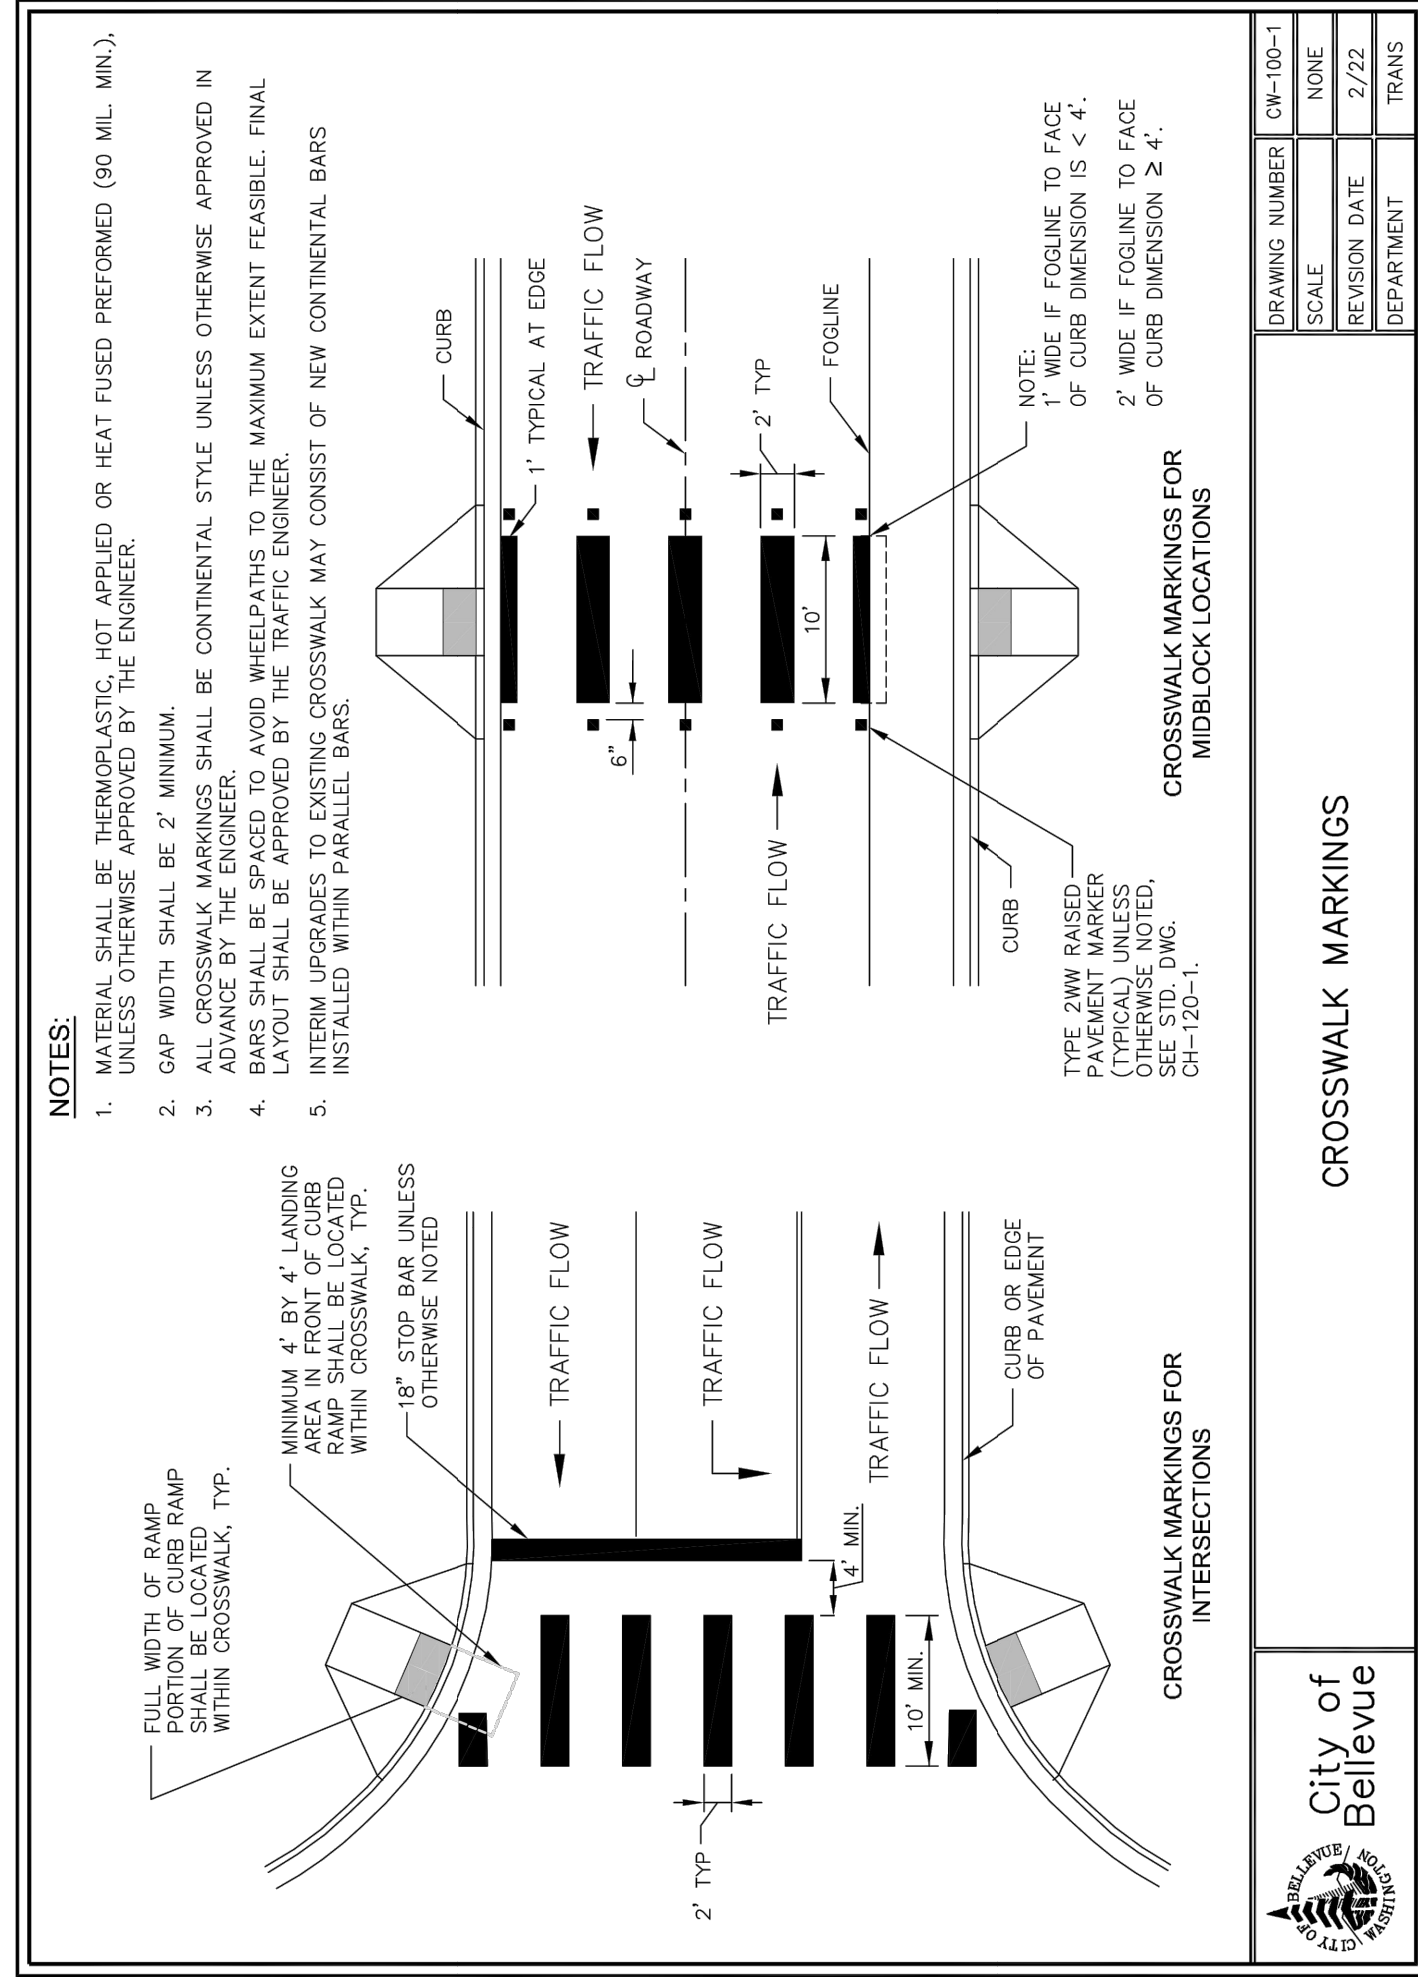 NOTES:
1. MATERIAL SHALL BE THERMOPLASTIC, HOT APPLIED OR HEAT FUSED PREFORMED (90 MIL. MIN.),
UNLESS OTHERWISE APPROVED BY THE ENGINEER.
2. GAP WIDTH SHALL BE 2' MINIMUM.
3. ALL CROSSWALK MARKINGS SHALL BE CONTINENTAL STYLE UNLESS OTHERWISE APPROVED IN
ADVANCE BY THE ENGINEER.
4. BARS SHALL BE SPACED TO AVOID WHEELPATHS TO THE MAXIMUM EXTENT FEASIBLE. FINAL
LAYOUT SHALL BE APPROVED BY THE TRAFFIC ENGINEER.
5. INTERIM UPGRADES TO EXISTING CROSSWALK MAY CONSIST OF NEW CONTINENTAL BARS
INSTALLED WITHIN PARALLEL BARS.
FULL WIDTH OF RAMP
PORTION OF CURB RAMP
SHALL BE LOCATED
WITHIN CROSSWALK, TYP.
MINIMUM 4' BY 4' LANDING
AREA IN FRONT OF CURB
RAMP SHALL BE LOCATED
WITHIN CROSSWALK, TYP.
18" STOP BAR UNLESS
OTHERWISE NOTED
TRAFFIC FLOW
TRAFFIC FLOW
TRAFFIC FLOW
4' MIN.
10' MIN.
2' TYP
CURB OR EDGE
OF PAVEMENT
CROSSWALK MARKINGS FOR
INTERSECTIONS
CURB
1' TYPICAL AT EDGE
TRAFFIC FLOW
℄ ROADWAY
2' TYP
FOGLINE
6"
10'
TRAFFIC FLOW
CURB
TYPE 2WW RAISED
PAVEMENT MARKER
(TYPICAL) UNLESS
OTHERWISE NOTED,
SEE STD. DWG.
CH-120-1.
NOTE:
1' WIDE IF FOGLINE TO FACE
OF CURB DIMENSION IS < 4'.
2' WIDE IF FOGLINE TO FACE
OF CURB DIMENSION ≥ 4'.
CROSSWALK MARKINGS FOR
MIDBLOCK LOCATIONS
CITY OF BELLEVUE
WASHINGTON
City of
Bellevue
CROSSWALK MARKINGS
DRAWING NUMBER CW-100-1
SCALE NONE
REVISION DATE 2/22
DEPARTMENT TRANS